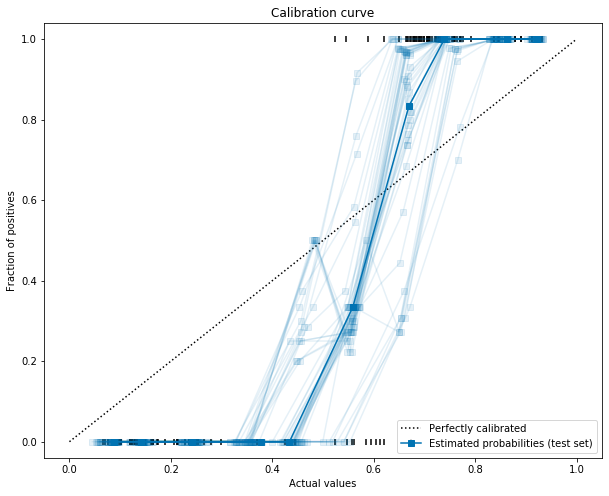 Calibration curve
Fraction of positives
1.0
0.8
0.6
0.4
0.2
0.0
0.0 0.2 0.4 0.6 0.8 1.0
Actual values
Perfectly calibrated
Estimated probabilities (test set)